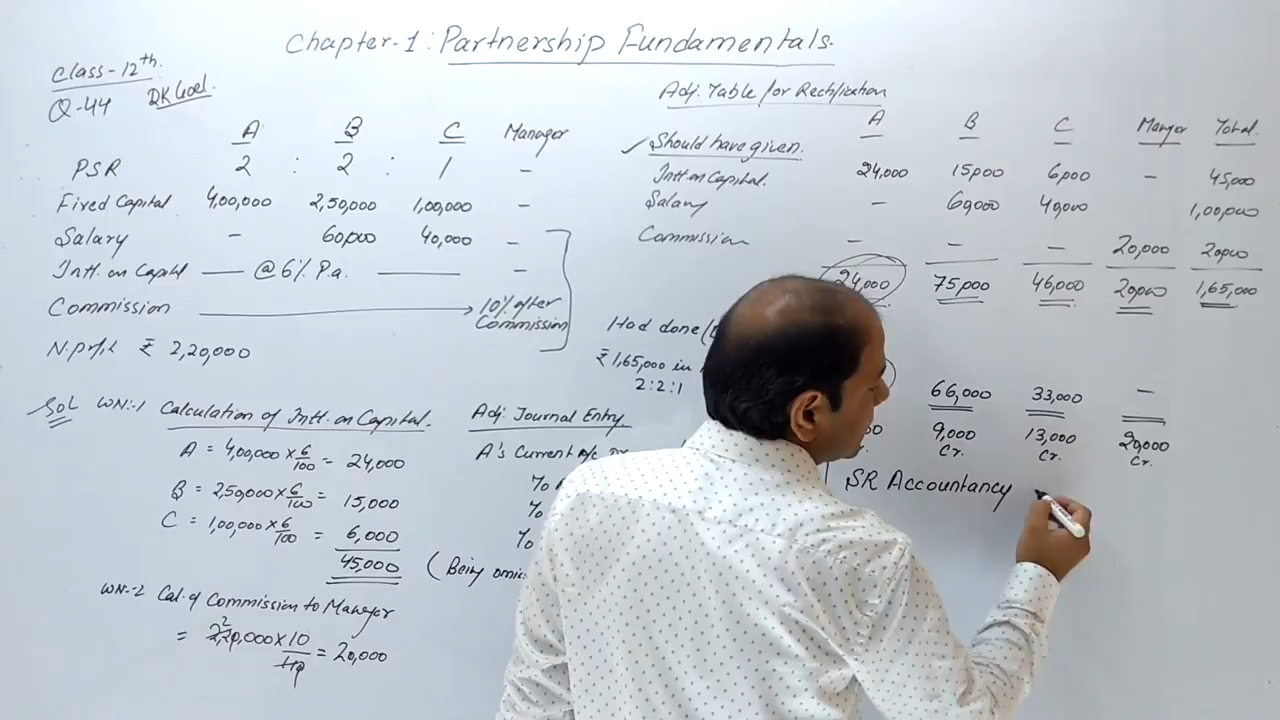 Chapter-1: Partnership Fundamentals.
Class-12th.
Q-44 DK Goel.
A B C Manager
PSR 2 : 2 : 1 -
Fixed Capital 4,00,000 2,50,000 1,00,000 -
Salary - 60,000 40,000 -
Intt. on Capital @ 6% P.a. -
Commission 10% after Commission
N.profit ₹ 2,20,000
Sol WN:-1 Calculation of Intt. on Capital.
A = 4,00,000 × 6/100 = 24,000
B = 250,000 × 6/100 = 15,000
C = 1,00,000 × 6/100 = 6,000
45,000
WN:-2 Cal. of Commission to Manager
= 2,20,000 × 10/110 = 20,000
2
Adj. Journal Entry.
A's Current A/c
To
To
To
(Being
Adj. Table for Rectification
A B C Manger Total
Should have given.
Intt. on Capital. 24,000 15,000 6,000 - 45,000
Salary - 60,000 40,000 1,00,000
Commission - - - 20,000 20,000
24,000 75,000 46,000 20,000 1,65,000
Had done
₹ 1,65,000 in
2:2:1
66,000 33,000 -
9,000 13,000 20,000
Cr. Cr. Cr.
SR Accountancy